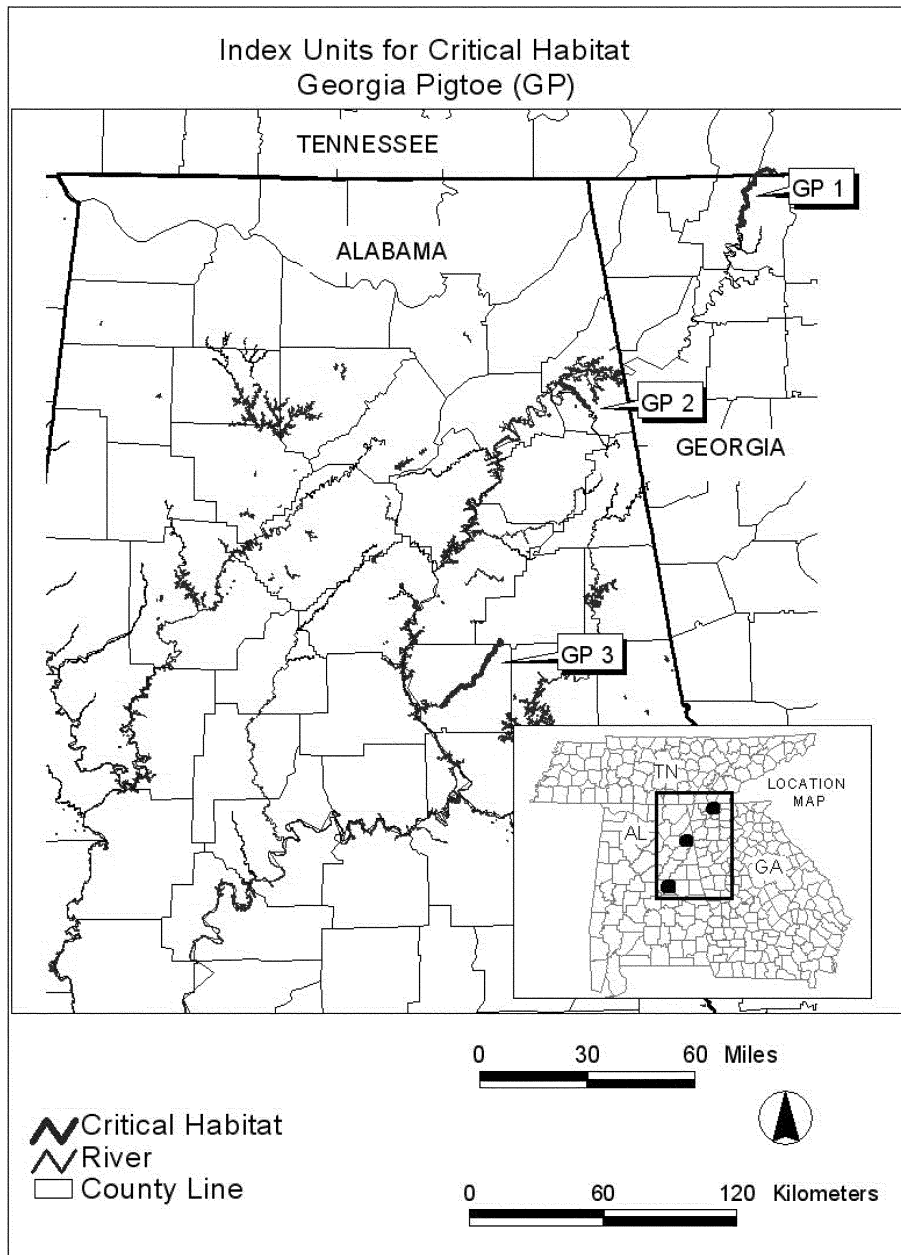 Index Units for Critical Habitat
Georgia Pigtoe (GP)
TENNESSEE
GP 1
ALABAMA
GP 2
GEORGIA
GP 3
TN
LOCATION
MAP
AL
GA
0 30 60 Miles
Critical Habitat
River
County Line
0 60 120 Kilometers